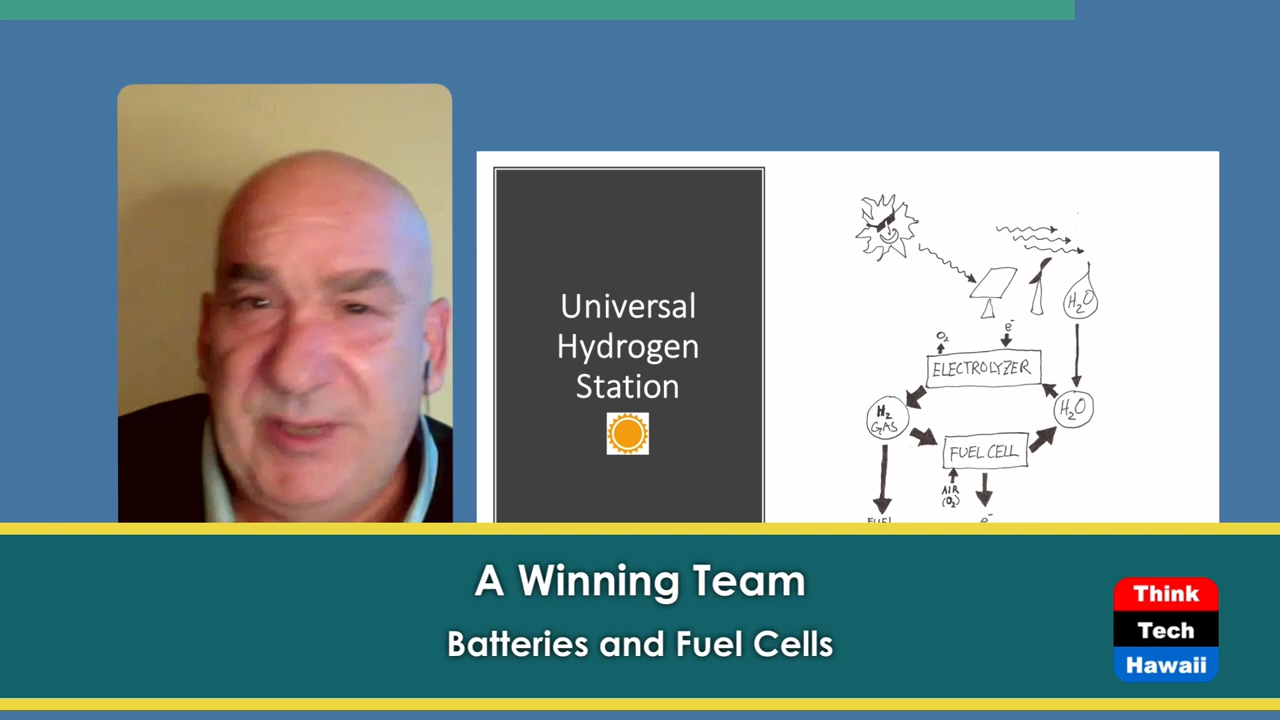 Universal
Hydrogen
Station
H₂O
O₂
e⁻
ELECTROLYZER
H₂
GAS
H₂O
FUEL CELL
AIR
(O₂)
A Winning Team
Batteries and Fuel Cells
Think
Tech
Hawaii